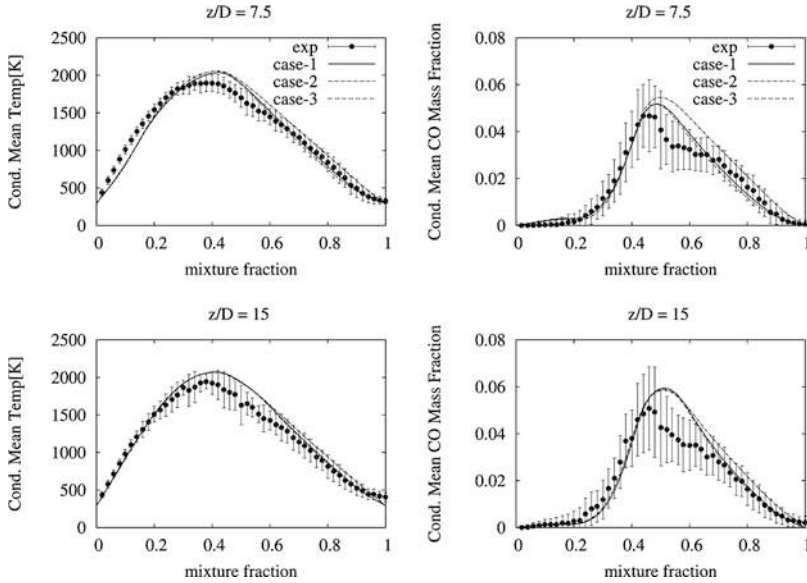 z/D = 7.5
Cond. Mean Temp[K]
2500
2000
1500
1000
500
0
exp
case-1
case-2
case-3
0 0.2 0.4 0.6 0.8 1
mixture fraction
z/D = 7.5
Cond. Mean CO Mass Fraction
0.08
0.06
0.04
0.02
0
exp
case-1
case-2
case-3
0 0.2 0.4 0.6 0.8 1
mixture fraction
z/D = 15
Cond. Mean Temp[K]
2500
2000
1500
1000
500
0
0 0.2 0.4 0.6 0.8 1
mixture fraction
z/D = 15
Cond. Mean CO Mass Fraction
0.08
0.06
0.04
0.02
0
0 0.2 0.4 0.6 0.8 1
mixture fraction